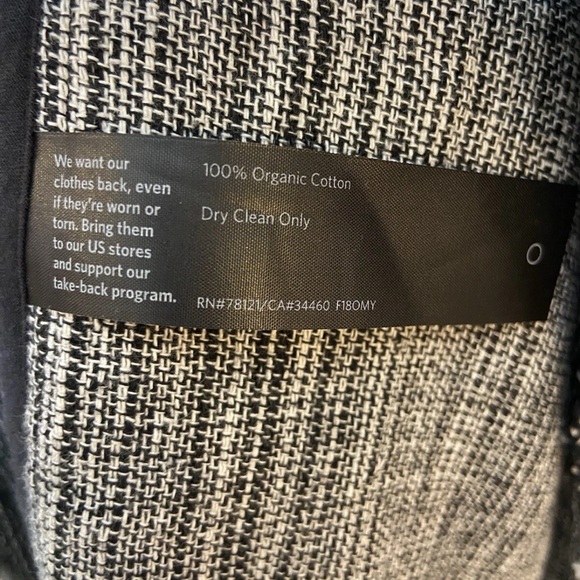 We want our
clothes back, even
if they're worn or
torn. Bring them
to our US stores
and support our
take-back program.
100% Organic Cotton
Dry Clean Only
RN#78121/CA#34460 F18OMY